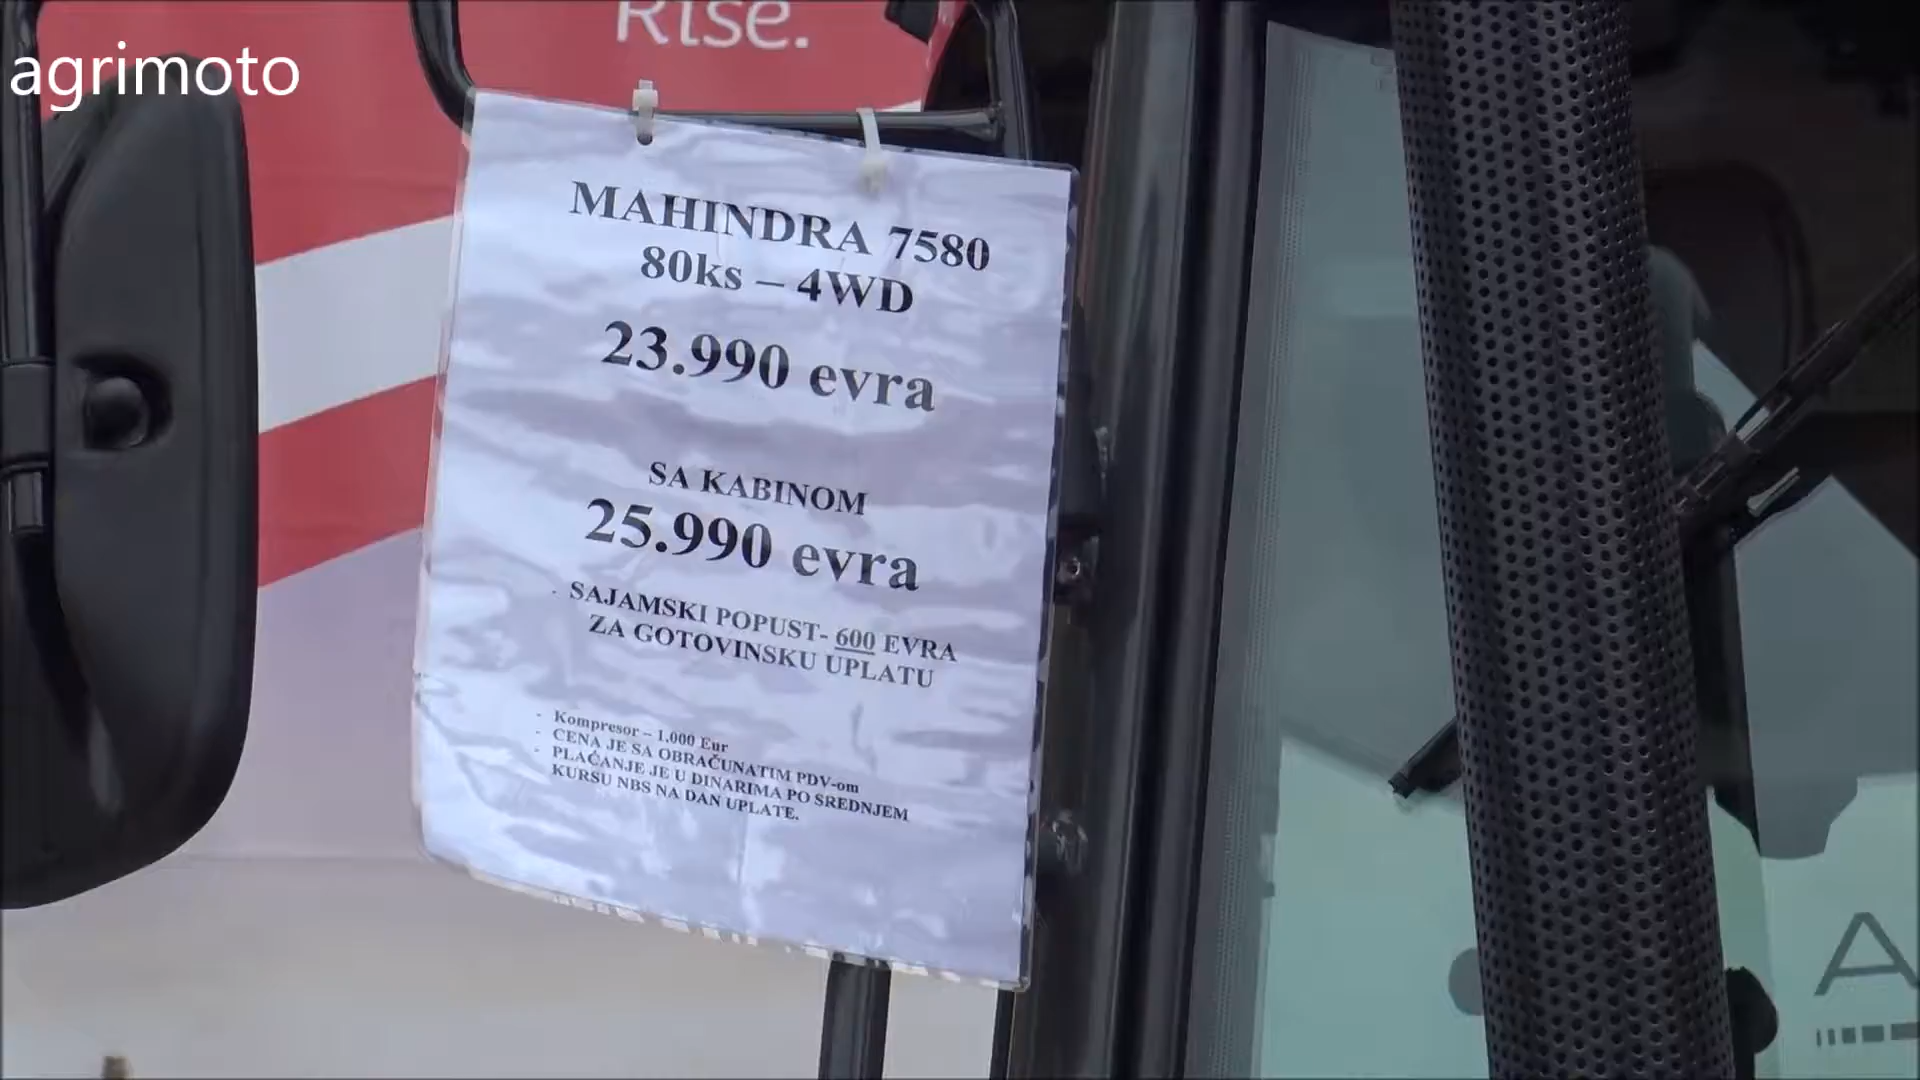 Rise.
agrimoto
MAHINDRA 7580
80ks – 4WD
23.990 evra
SA KABINOM
25.990 evra
SAJAMSKI POPUST- 600 EVRA
ZA GOTOVINSKU UPLATU
- Kompresor – 1.000 Eur
- CENA JE SA OBRAČUNATIM PDV-om
- PLAĆANJE JE U DINARIMA PO SREDNJEM
KURSU NBS NA DAN UPLATE.
A